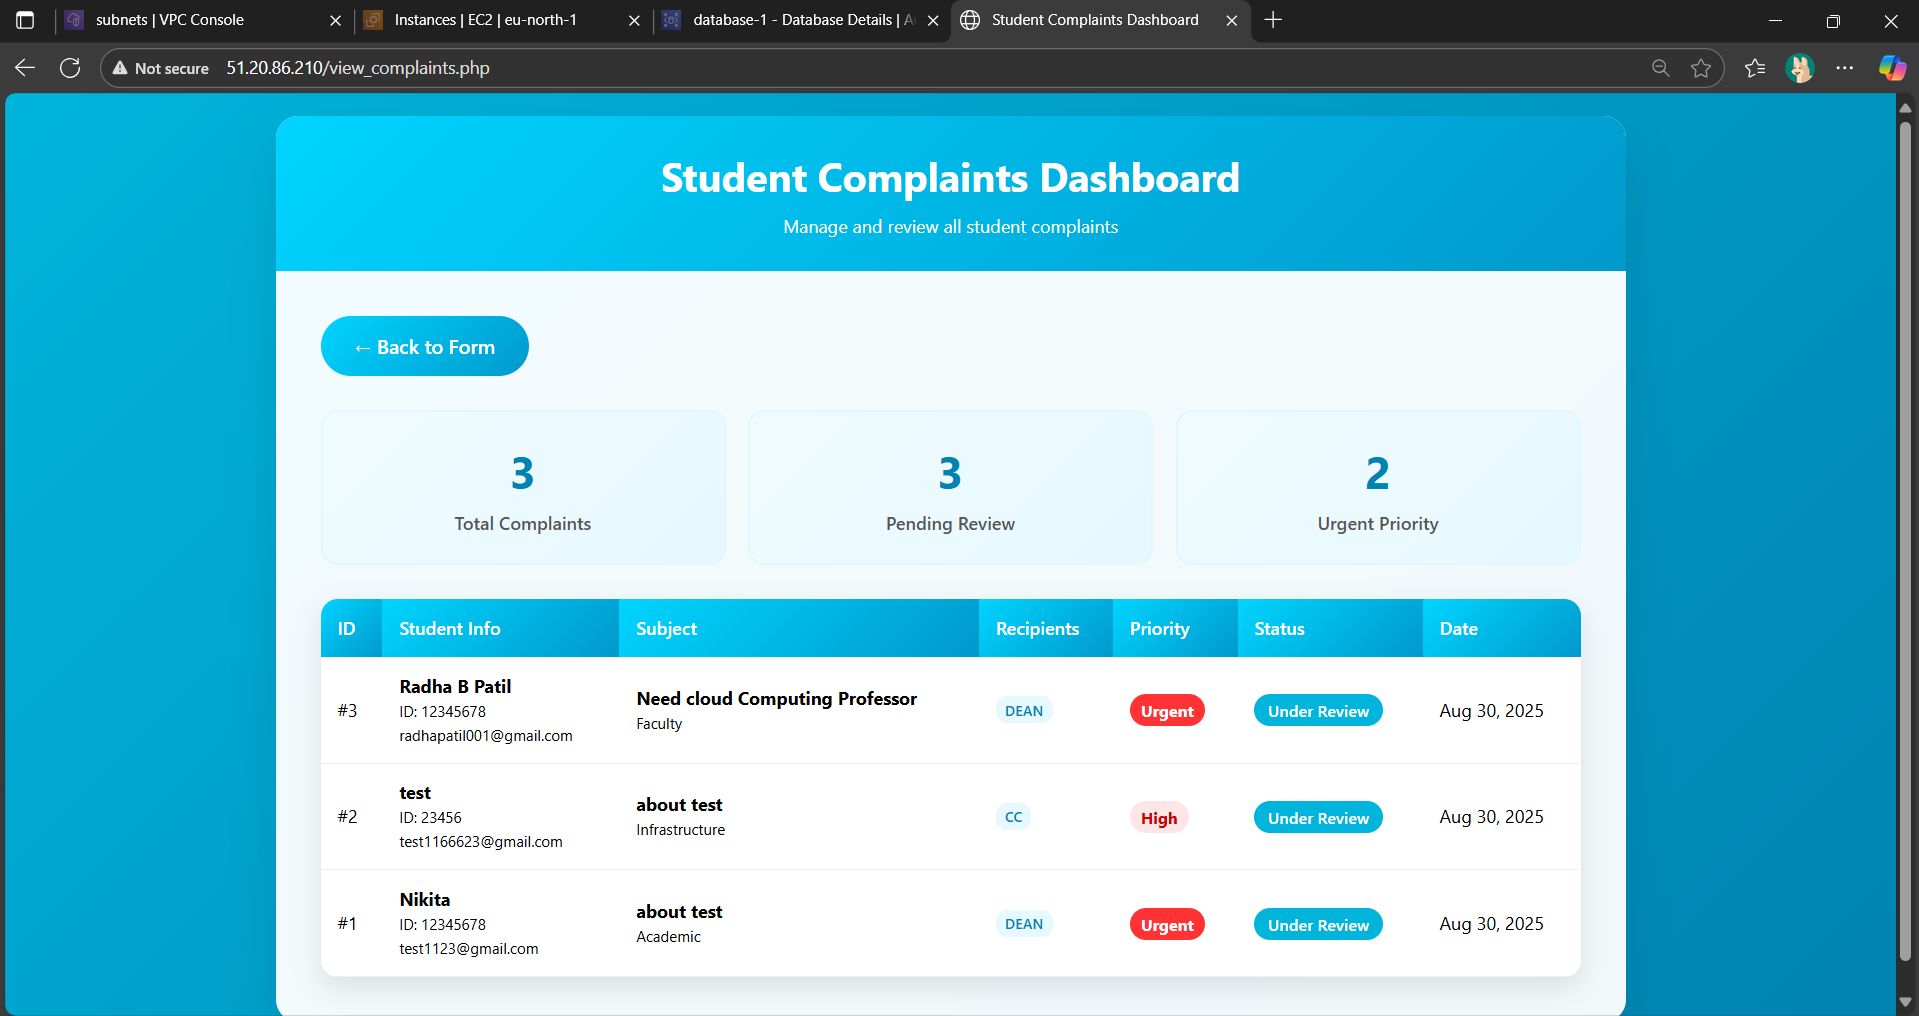 subnets | VPC Console
Instances | EC2 | eu-north-1
database-1 - Database Details |
Student Complaints Dashboard
Not secure 51.20.86.210/view_complaints.php
Student Complaints Dashboard
Manage and review all student complaints
← Back to Form
3
Total Complaints
3
Pending Review
2
Urgent Priority
ID Student Info Subject Recipients Priority Status Date
Radha B Patil
ID: 12345678
radhapatil001@gmail.com
#3
Need cloud Computing Professor
Faculty
DEAN
Urgent
Under Review
Aug 30, 2025
test
ID: 23456
test1166623@gmail.com
#2
about test
Infrastructure
CC
High
Under Review
Aug 30, 2025
Nikita
ID: 12345678
test1123@gmail.com
#1
about test
Academic
DEAN
Urgent
Under Review
Aug 30, 2025